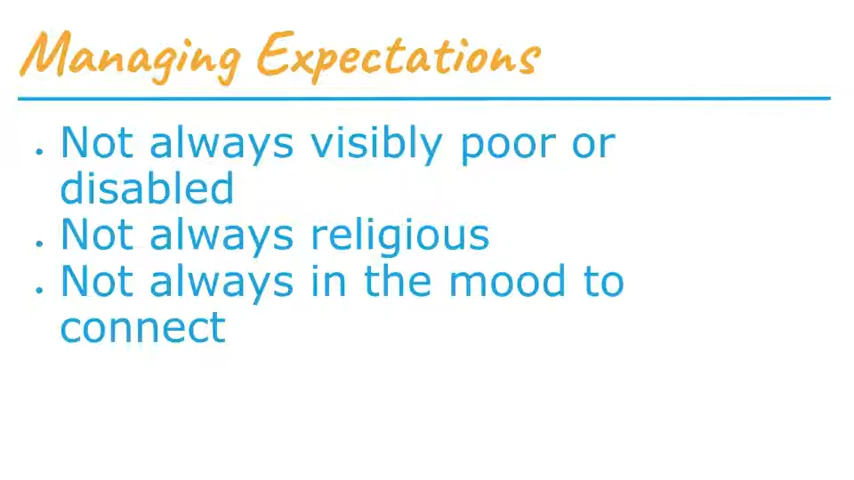 Managing Expectations
• Not always visibly poor or
disabled
• Not always religious
• Not always in the mood to
connect